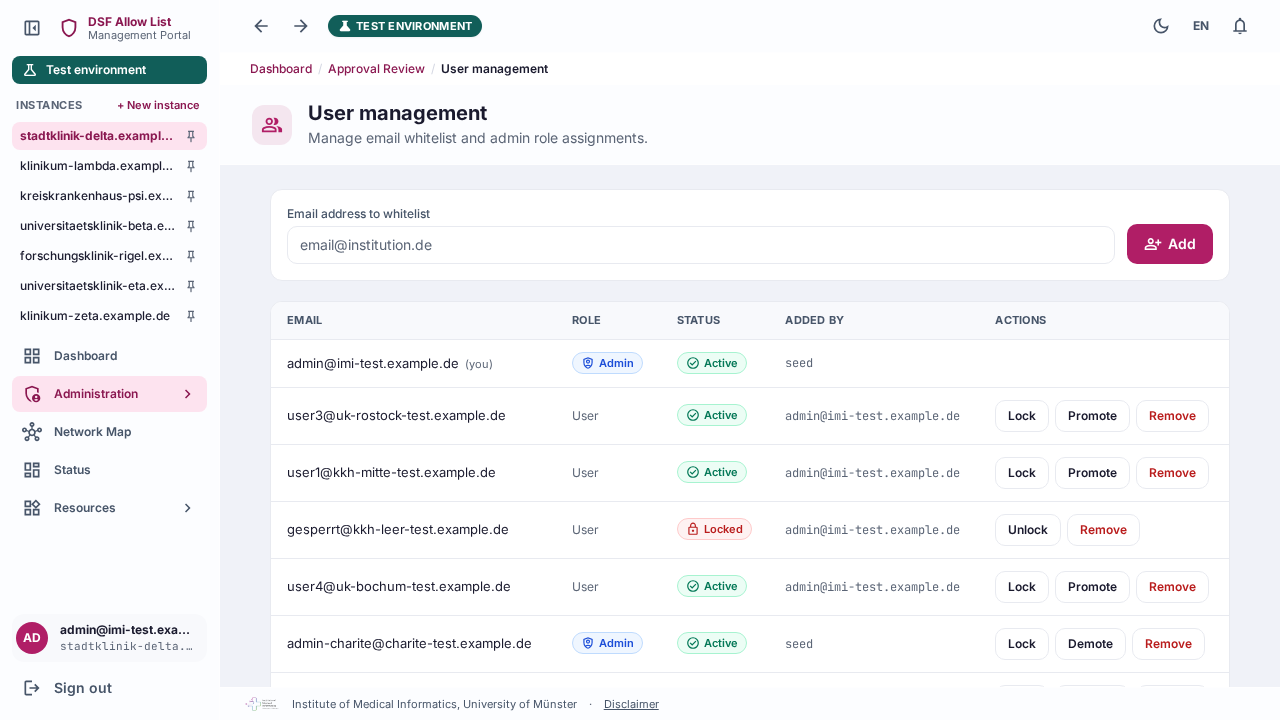 DSF Allow List
Management Portal
TEST ENVIRONMENT
EN
Test environment
INSTANCES
+ New instance
stadtklinik-delta.exampl...
klinikum-lambda.exampl...
kreiskrankenhaus-psi.ex...
universitaetsklinik-beta.e...
forschungsklinik-rigel.ex...
universitaetsklinik-eta.ex...
klinikum-zeta.example.de
Dashboard
Administration
Network Map
Status
Resources
AD
admin@imi-test.exa...
stadtklinik-delta.…
Sign out
Dashboard / Approval Review / User management
User management
Manage email whitelist and admin role assignments.
Email address to whitelist
email@institution.de
Add
EMAIL ROLE STATUS ADDED BY ACTIONS
admin@imi-test.example.de (you) Admin Active seed
user3@uk-rostock-test.example.de User Active admin@imi-test.example.de Lock Promote Remove
user1@kkh-mitte-test.example.de User Active admin@imi-test.example.de Lock Promote Remove
gesperrt@kkh-leer-test.example.de User Locked admin@imi-test.example.de Unlock Remove
user4@uk-bochum-test.example.de User Active admin@imi-test.example.de Lock Promote Remove
admin-charite@charite-test.example.de Admin Active seed Lock Demote Remove
Institute of Medical Informatics, University of Münster · Disclaimer